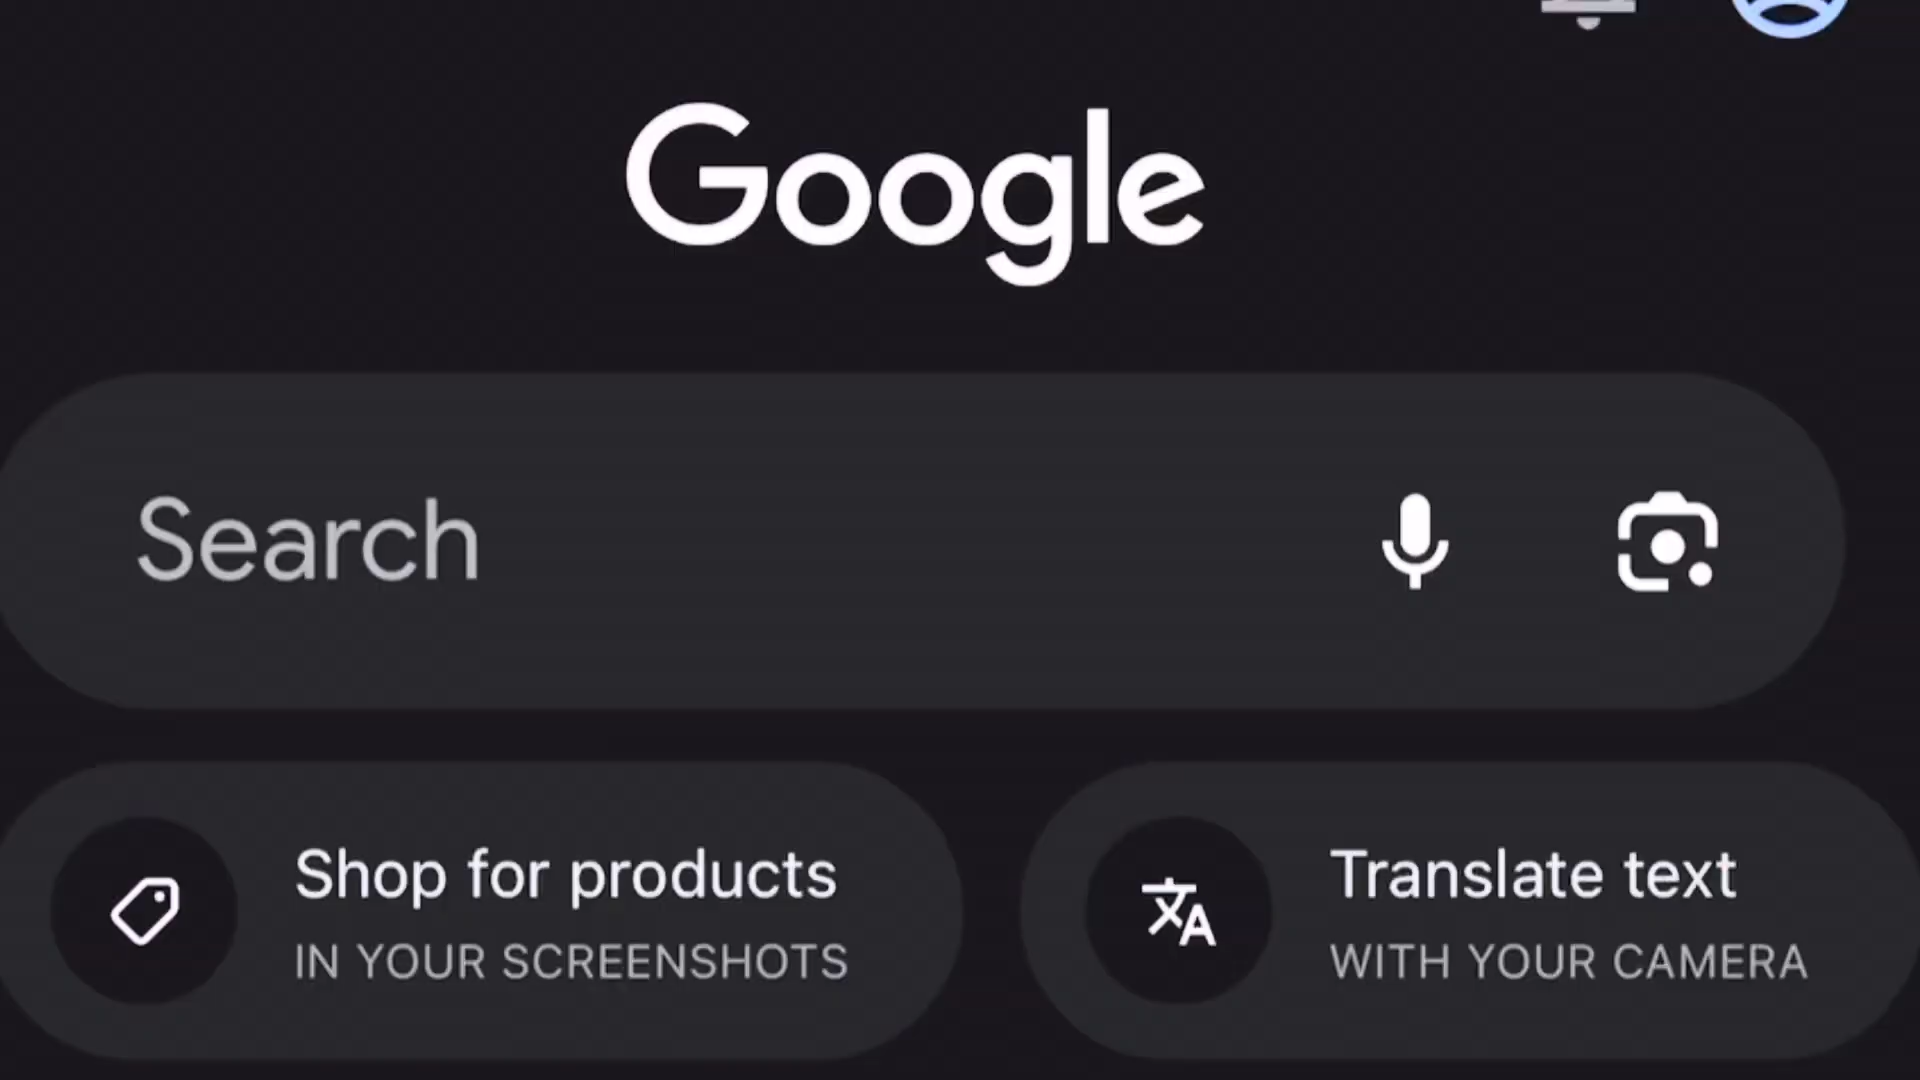 Google
Search
Shop for products
IN YOUR SCREENSHOTS
Translate text
WITH YOUR CAMERA